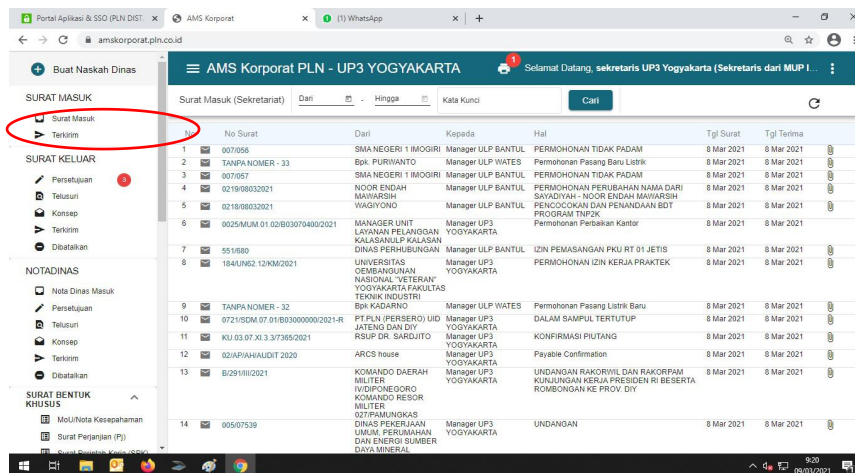 Portal Aplikasi & SSO (PLN DIST.
AMS Korporat
(1) WhatsApp
amskorporat.pln.co.id
Buat Naskah Dinas
AMS Korporat PLN - UP3 YOGYAKARTA
1
Selamat Datang, sekretaris UP3 Yogyakarta (Sekretaris dari MUP I...
SURAT MASUK
Surat Masuk
Terkirim
SURAT KELUAR
Persetujuan
3
Telusuri
Konsep
Terkirim
Dibatalkan
NOTADINAS
Nota Dinas Masuk
Persetujuan
Telusuri
Konsep
Terkirim
Dibatalkan
SURAT BENTUK
KHUSUS
MoU/Nota Kesepahaman
Surat Perjanjian (Pj)
Surat Perintah Kerja (SPK)
Surat Masuk (Sekretariat)
Dari
-
Hingga
Kata Kunci
Cari
No
No Surat
Dari
Kepada
Hal
Tgl Surat
Tgl Terima
1 007/056 SMA NEGERI 1 IMOGIRI Manager ULP BANTUL PERMOHONAN TIDAK PADAM 8 Mar 2021 8 Mar 2021
2 TANPA NOMER - 33 Bpk. PURWANTO Manager ULP WATES Permohonan Pasang Baru Listrik 8 Mar 2021 8 Mar 2021
3 007/057 SMA NEGERI 1 IMOGIRI Manager ULP BANTUL PERMOHONAN TIDAK PADAM 8 Mar 2021 8 Mar 2021
4 0219/08032021 NOOR ENDAH Manager ULP BANTUL PERMOHONAN PERUBAHAN NAMA DARI 8 Mar 2021 8 Mar 2021
MAWARSIH SAYADIYAH - NOOR ENDAH MAWARSIH
5 0218/08032021 WAGIYONO Manager ULP BANTUL PENCOCOKAN DAN PENANDAAN BDT 8 Mar 2021 8 Mar 2021
PROGRAM TNP2K
6 0025/MUM.01.02/B03070400/2021 MANAGER UNIT Manager UP3 Permohonan Perbaikan Kantor 8 Mar 2021 8 Mar 2021
LAYANAN PELANGGAN YOGYAKARTA
KALASANULP KALASAN
7 551/680 DINAS PERHUBUNGAN Manager ULP BANTUL IZIN PEMASANGAN PKU RT 01 JETIS 8 Mar 2021 8 Mar 2021
8 184/UN62.12/KM/2021 UNIVERSITAS Manager UP3 PERMOHONAN IZIN KERJA PRAKTEK 8 Mar 2021 8 Mar 2021
OEMBANGUNAN YOGYAKARTA
NASIONAL "VETERAN"
YOGYAKARTA FAKULTAS
TEKNIK INDUSTRI
9 TANPA NOMER - 32 Bpk KADARNO Manager ULP WATES Permohonan Pasang Listrik Baru 8 Mar 2021 8 Mar 2021
10 0721/SDM.07.01/B03000000/2021-R PT.PLN (PERSERO) UID Manager UP3 DALAM SAMPUL TERTUTUP 8 Mar 2021 8 Mar 2021
JATENG DAN DIY YOGYAKARTA
11 KU.03.07.XI.3.3/7365/2021 RSUP DR. SARDJITO Manager UP3 KONFIRMASI PIUTANG 8 Mar 2021 8 Mar 2021
YOGYAKARTA
12 02/AP/AH/AUDIT 2020 ARCS house Manager UP3 Payable Confirmation 8 Mar 2021 8 Mar 2021
YOGYAKARTA
13 B/291/III/2021 KOMANDO DAERAH Manager UP3 UNDANGAN RAKORWIL DAN RAKORPAM 8 Mar 2021 8 Mar 2021
MILITER YOGYAKARTA KUNJUNGAN KERJA PRESIDEN RI BESERTA
IV/DIPONEGORO ROMBONGAN KE PROV. DIY
KOMANDO RESOR
MILITER
027/PAMUNGKAS
14 005/07539 DINAS PEKERJAAN Manager UP3 UNDANGAN 8 Mar 2021 8 Mar 2021
UMUM, PERUMAHAN YOGYAKARTA
DAN ENERGI SUMBER
DAYA MINERAL
9:20
09/03/2021